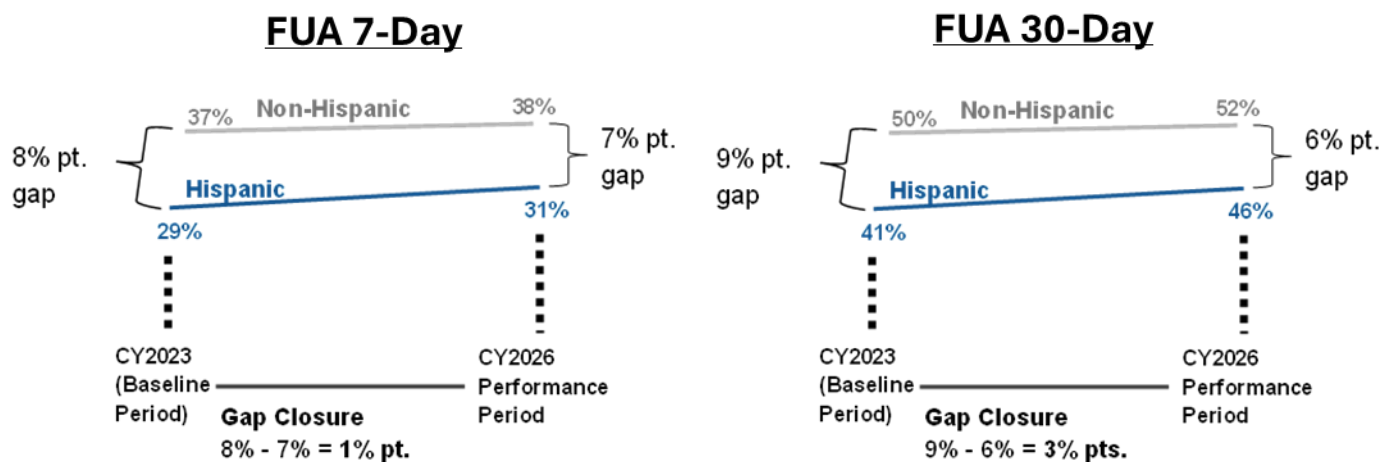 FUA 7-Day
37%
Non-Hispanic
38%
8% pt.
gap
7% pt.
gap
Hispanic
29%
31%
CY2023
(Baseline
Period)
CY2026
Performance
Period
Gap Closure
8% - 7% = 1% pt.
FUA 30-Day
50%
Non-Hispanic
52%
9% pt.
gap
6% pt.
gap
Hispanic
41%
46%
CY2023
(Baseline
Period)
CY2026
Performance
Period
Gap Closure
9% - 6% = 3% pts.